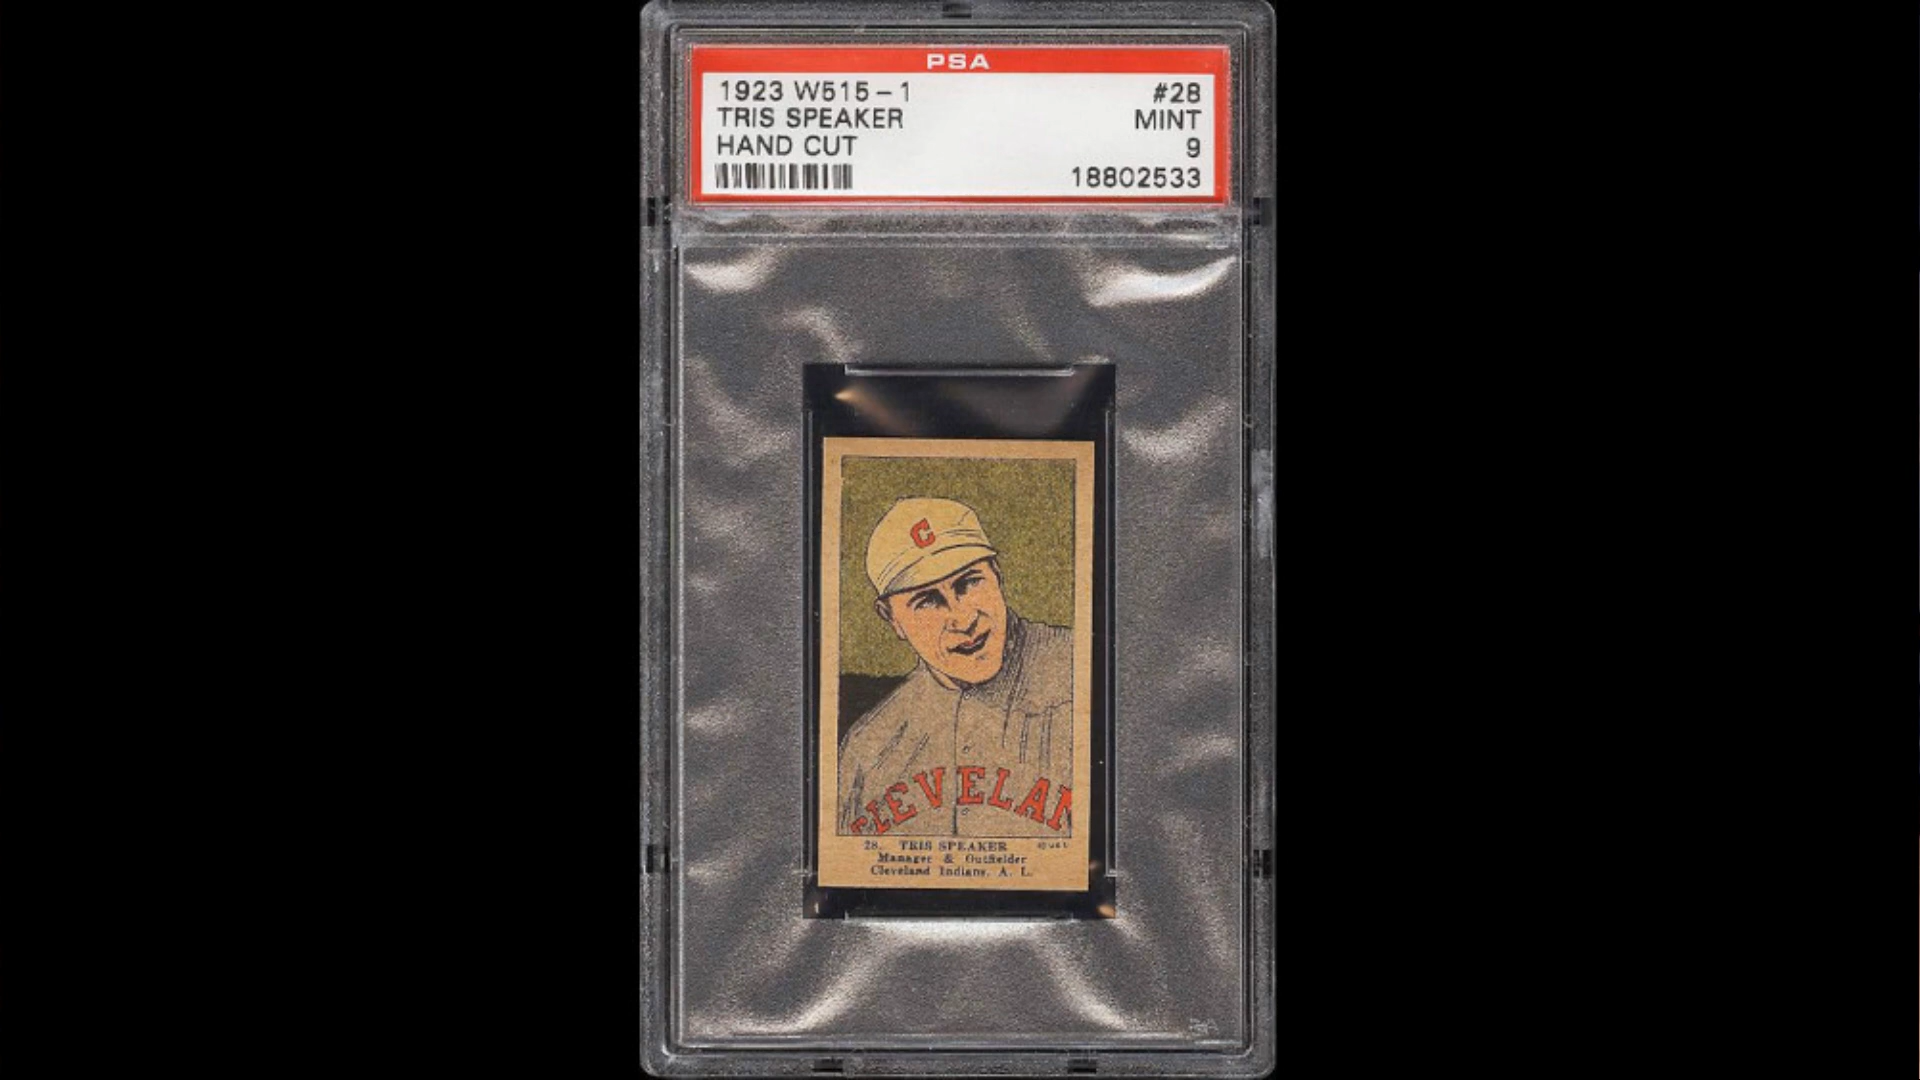 PSA
1923 W515-1 #28
TRIS SPEAKER MINT
HAND CUT 9
18802533
C
CLEVELAN
28. TRIS SPEAKER
Manager & Outfielder
Cleveland Indians. A. L.